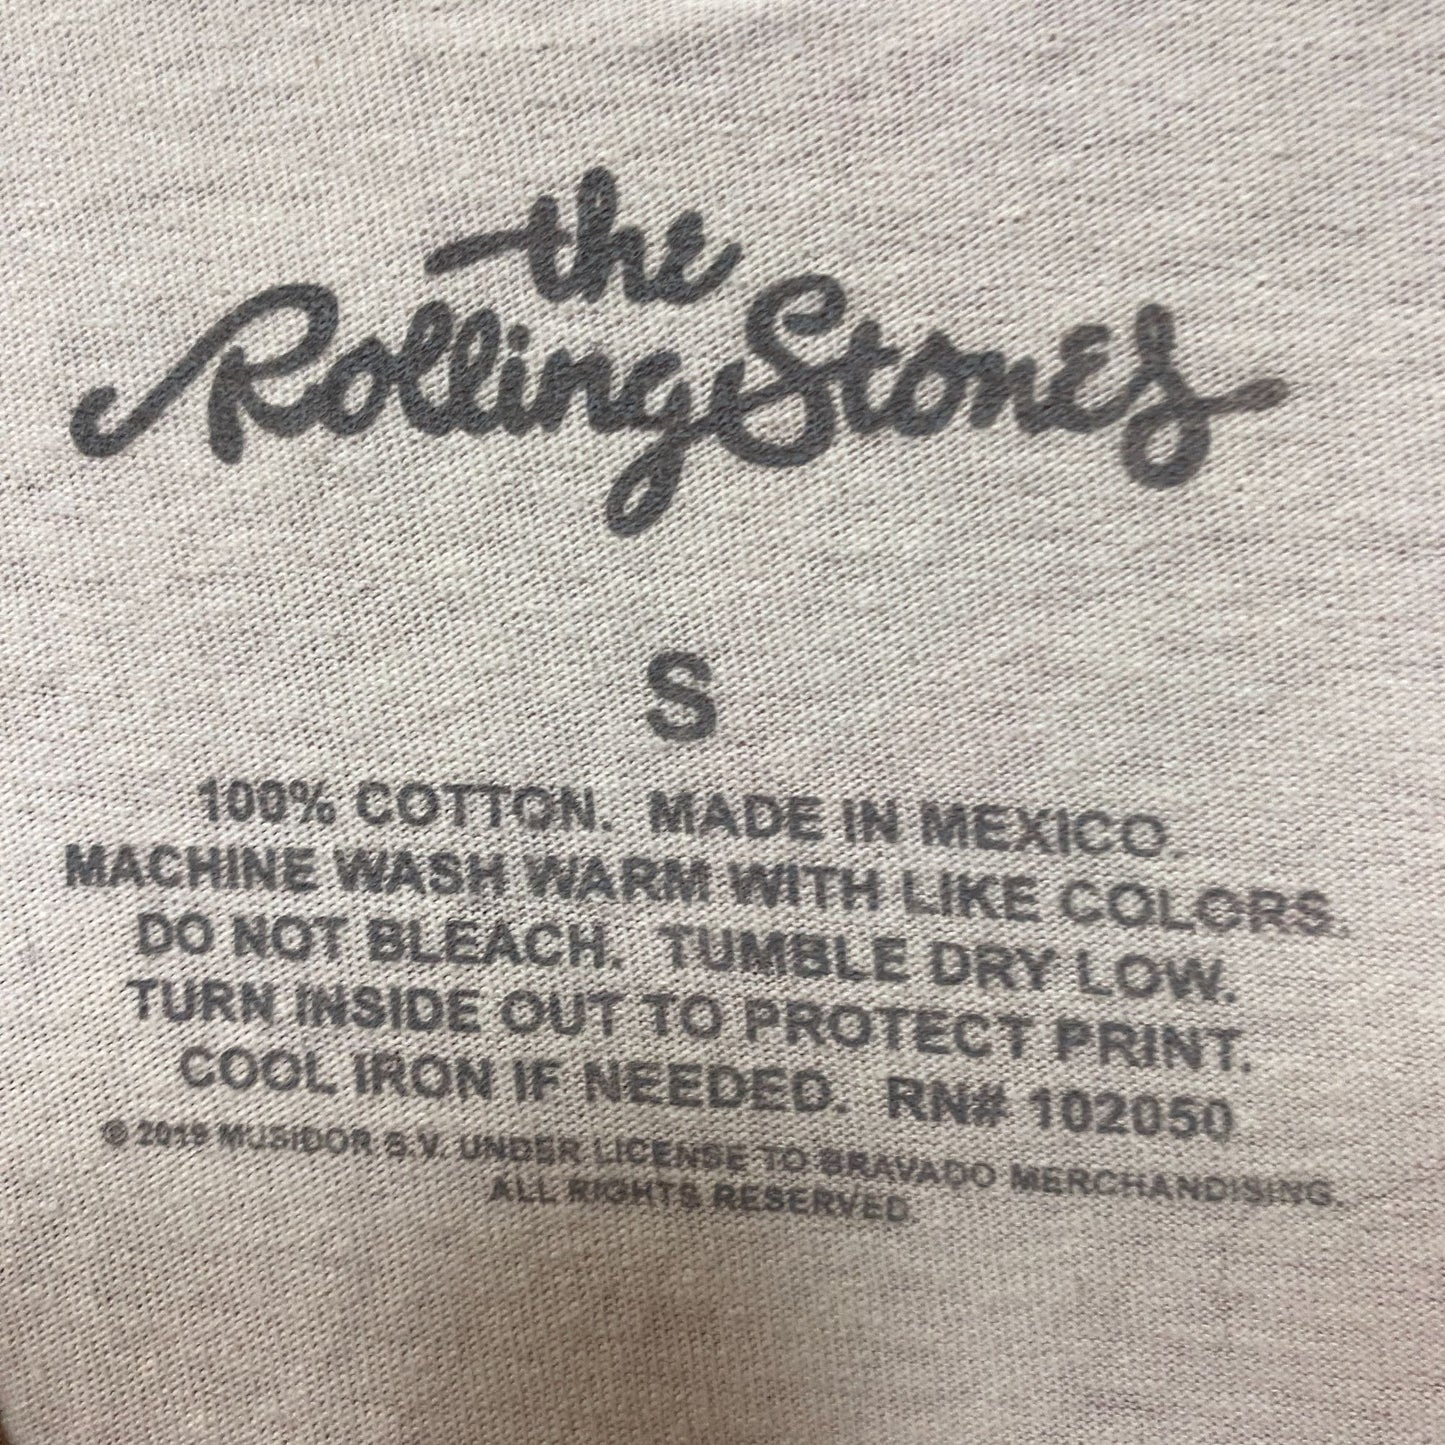 the
Rolling Stones
S
100% COTTON. MADE IN MEXICO.
MACHINE WASH WARM WITH LIKE COLORS.
DO NOT BLEACH. TUMBLE DRY LOW.
TURN INSIDE OUT TO PROTECT PRINT.
COOL IRON IF NEEDED. RN# 102050
© 2019 MUSIDOR B.V. UNDER LICENSE TO BRAVADO MERCHANDISING.
ALL RIGHTS RESERVED.